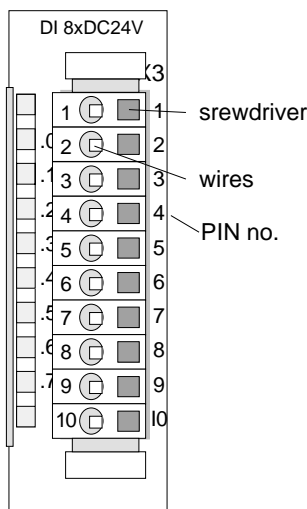 DI 8xDC24V
X3
1 1 srewdriver
.0 2 2
.1 3 3 wires
.2 4 4 PIN no.
.3 5 5
.4 6 6
.5 7 7
.6 8 8
.7 9 9
10 I0